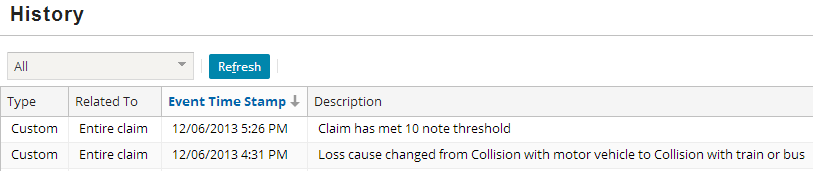 History
All Refresh
Type Related To Event Time Stamp Description
Custom Entire claim 12/06/2013 5:26 PM Claim has met 10 note threshold
Custom Entire claim 12/06/2013 4:31 PM Loss cause changed from Collision with motor vehicle to Collision with train or bus